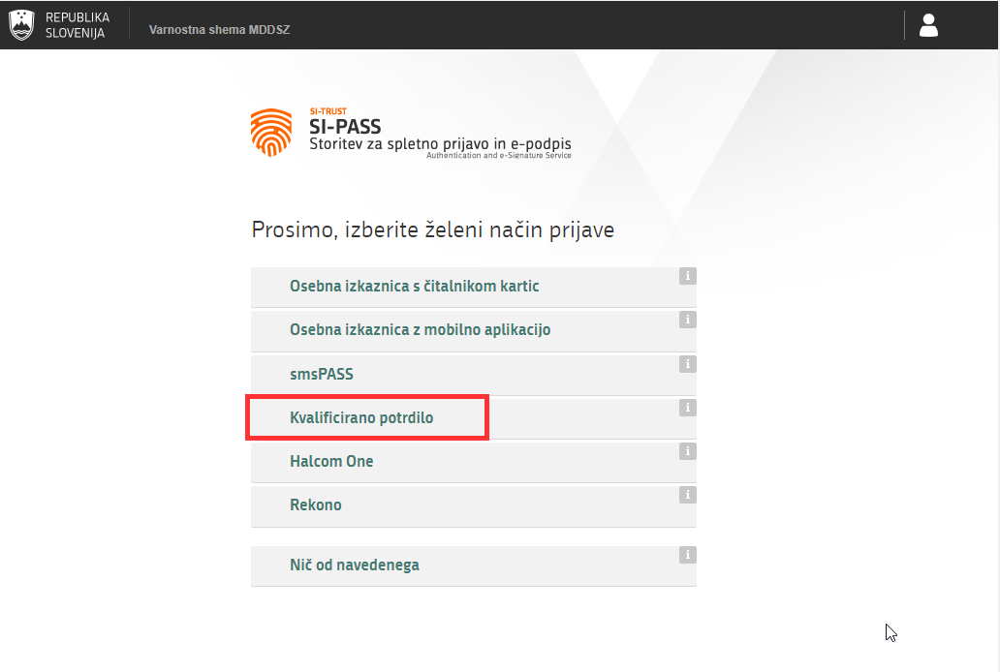 REPUBLIKA
SLOVENIJA
Varnostna shema MDDSZ
SI-TRUST
SI-PASS
Storitev za spletno prijavo in e-podpis
Authentication and e-Signature Service
Prosimo, izberite želeni način prijave
Osebna izkaznica s čitalnikom kartic
i
Osebna izkaznica z mobilno aplikacijo
i
smsPASS
i
Kvalificirano potrdilo
i
Halcom One
i
Rekono
i
Nič od navedenega
i